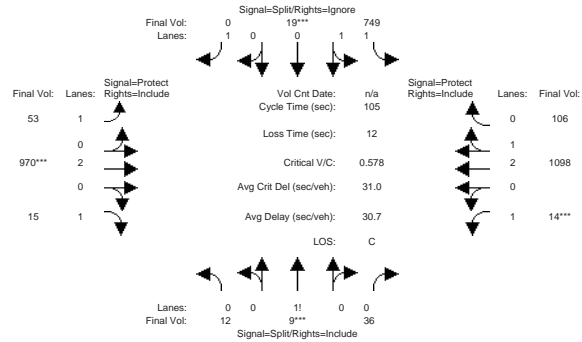 Signal=Split/Rights=Ignore
Final Vol: 0 19*** 749
Lanes: 1 0 0 1 1
Signal=Protect Signal=Protect
Final Vol: Lanes: Rights=Include Vol Cnt Date: n/a Rights=Include Lanes: Final Vol:
Cycle Time (sec): 105
53 1 0 106
Loss Time (sec): 12
0 1
970*** 2 Critical V/C: 0.578 2 1098
0 Avg Crit Del (sec/veh): 31.0 0
15 1 Avg Delay (sec/veh): 30.7 1 14***
LOS: C
Lanes: 0 0 1! 0 0
Final Vol: 12 9*** 36
Signal=Split/Rights=Include